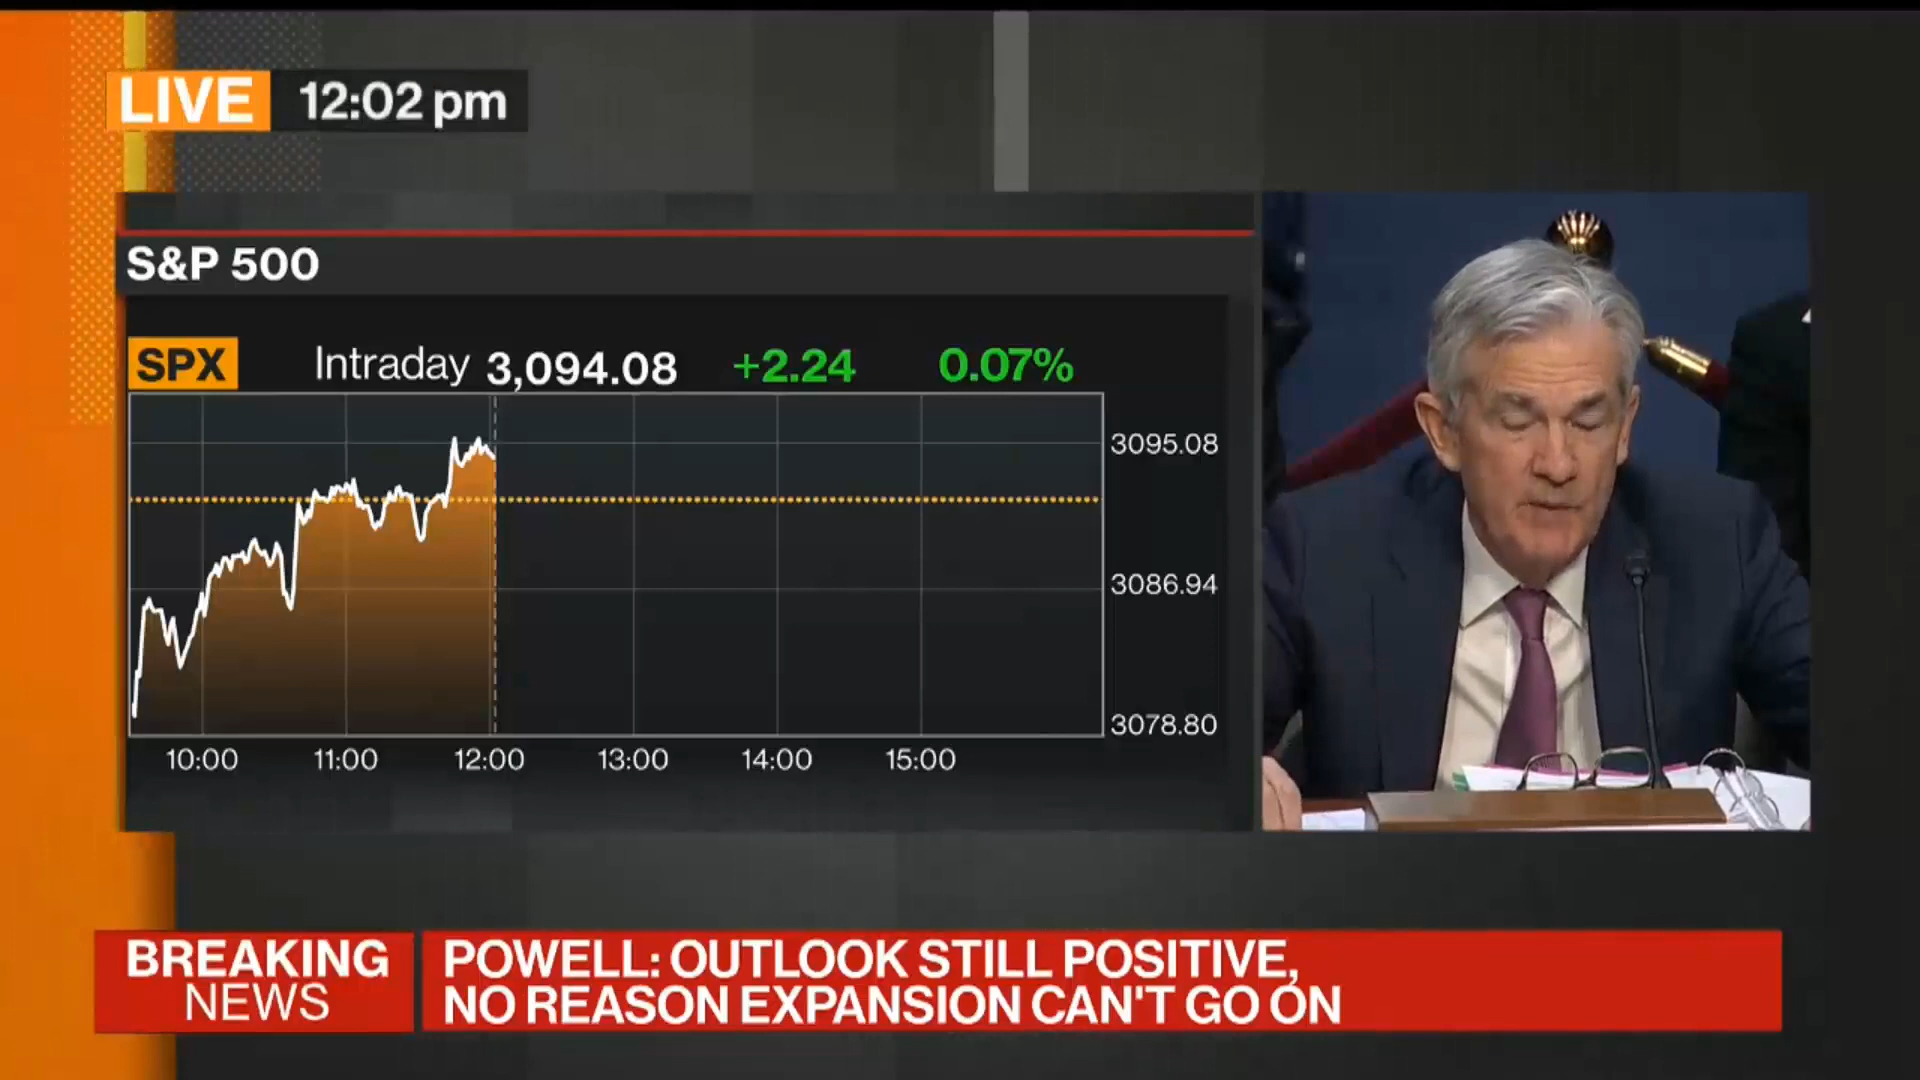 LIVE 12:02 pm
S&P 500
SPX Intraday 3,094.08 +2.24 0.07%
3095.08
3086.94
3078.80
10:00 11:00 12:00 13:00 14:00 15:00
BREAKING
NEWS
POWELL: OUTLOOK STILL POSITIVE,
NO REASON EXPANSION CAN'T GO ON